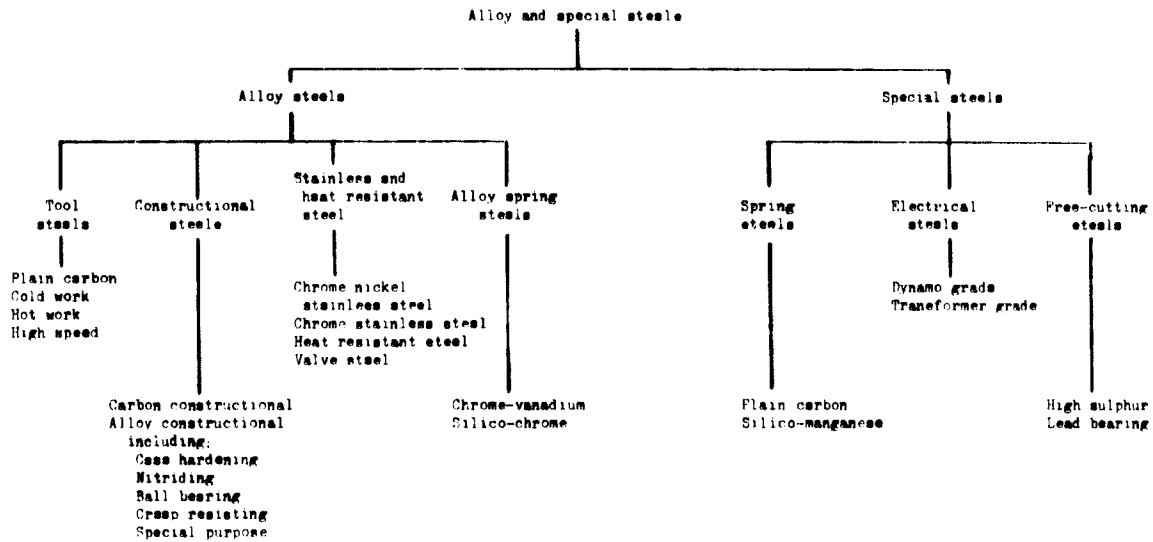 Alloy and special steele
Alloy steels
Special steels
Tool
steels
Constructional
steele
Stainless and
heat resistant
steel
Alloy spring
steels
Spring
steels
Electrical
steels
Free-cutting
steels
Plain carbon
Cold work
Hot work
High speed
Chrome nickel
stainless steel
Chrome stainless steel
Heat resistant steel
Valve steel
Dynamo grade
Transformer grade
Carbon constructional
Alloy constructional
including:
Case hardening
Nitriding
Ball bearing
Creep resisting
Special purpose
Chrome-vanadium
Silico-chrome
Plain carbon
Silico-manganese
High sulphur
Lead bearing